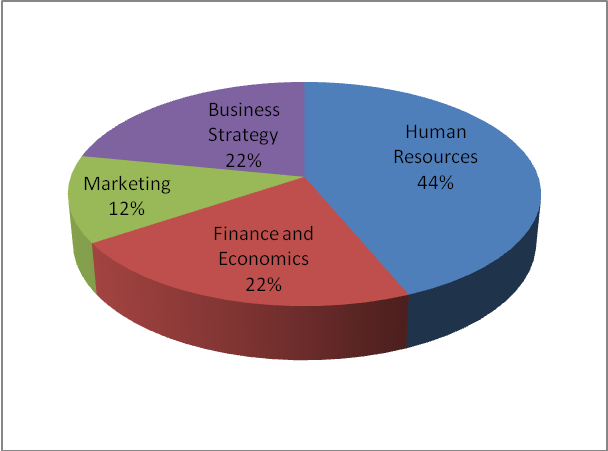 Business
Strategy
22%
Human
Resources
44%
Marketing
12%
Finance and
Economics
22%